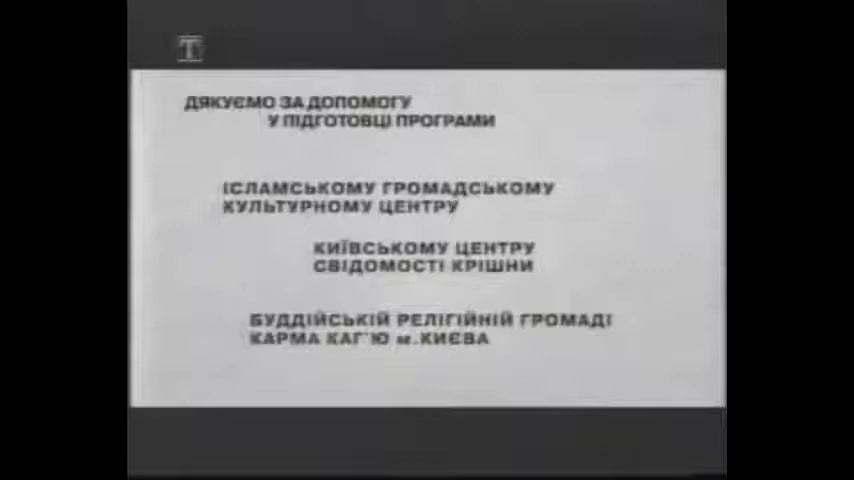 Т
ДЯКУЄМО ЗА ДОПОМОГУ
У ПІДГОТОВЦІ ПРОГРАМИ
ІСЛАМСЬКОМУ ГРОМАДСЬКОМУ
КУЛЬТУРНОМУ ЦЕНТРУ
КИЇВСЬКОМУ ЦЕНТРУ
СВІДОМОСТІ КРІШНИ
БУДДІЙСЬКІЙ РЕЛІГІЙНІЙ ГРОМАДІ
КАРМА КАГ'Ю м.КИЄВА